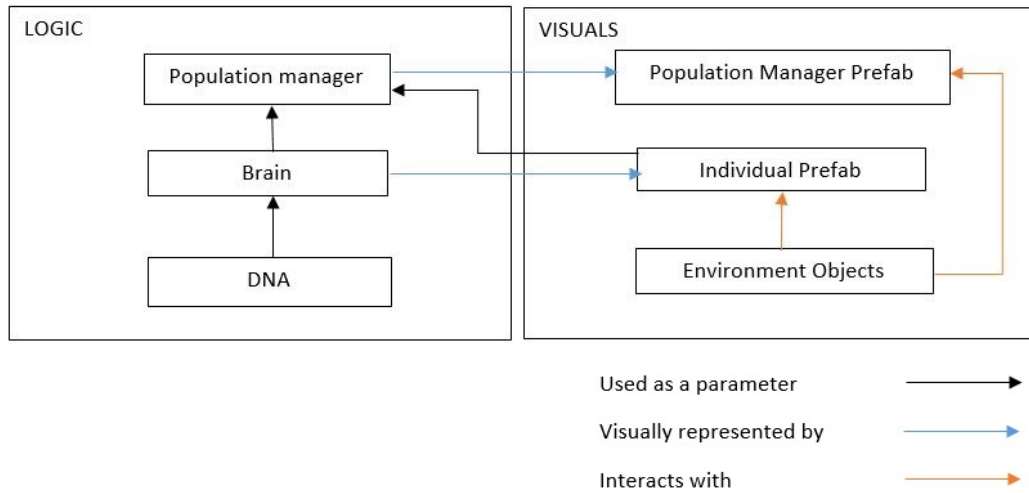 LOGIC
Population manager
Brain
DNA
VISUALS
Population Manager Prefab
Individual Prefab
Environment Objects
Used as a parameter
Visually represented by
Interacts with